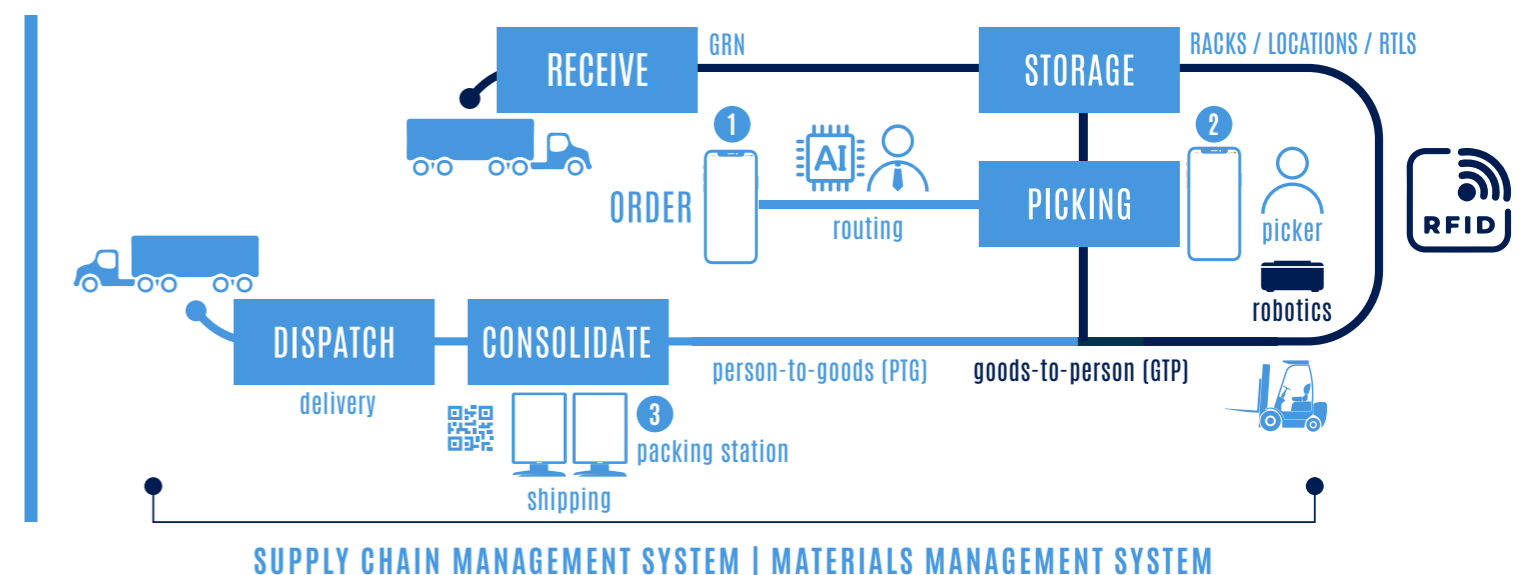 RECEIVE
GRN
STORAGE
RACKS / LOCATIONS / RTLS
1
AI
2
ORDER
routing
PICKING
picker
RFID
robotics
DISPATCH
CONSOLIDATE
delivery
person-to-goods (PTG)
goods-to-person (GTP)
3
packing station
shipping
SUPPLY CHAIN MANAGEMENT SYSTEM | MATERIALS MANAGEMENT SYSTEM